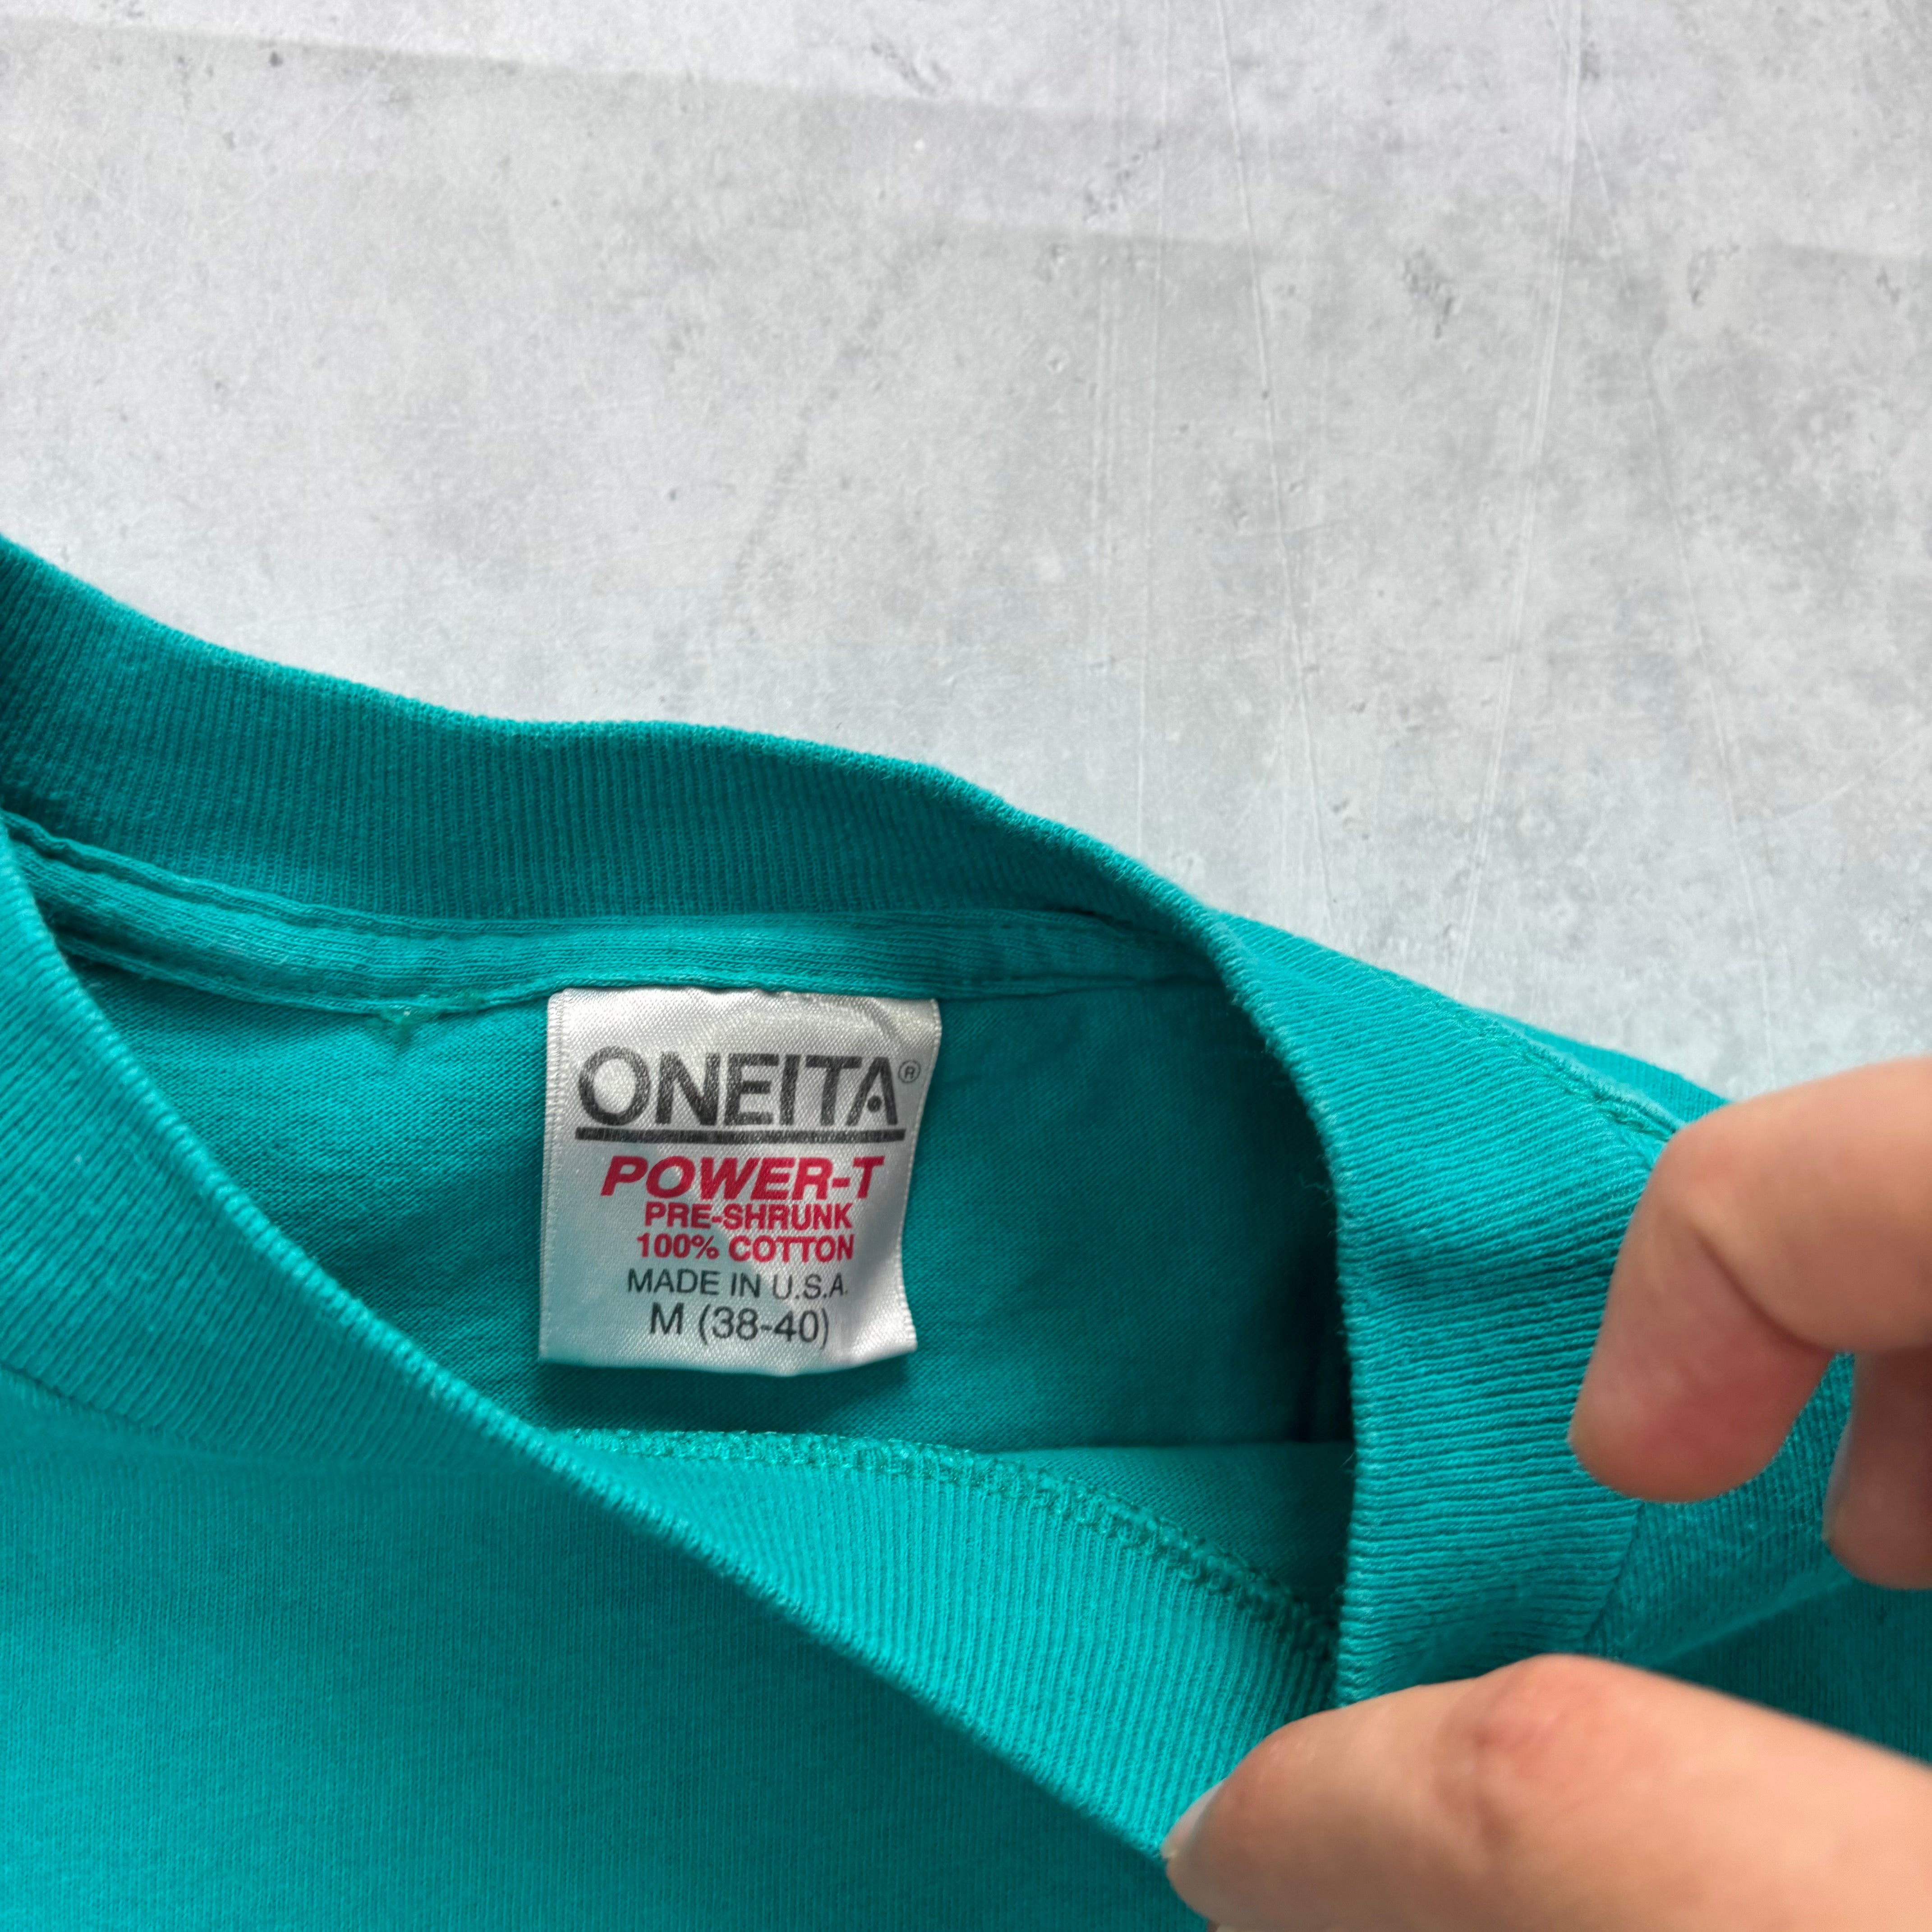 ONEITA®
POWER-T
PRE-SHRUNK
100% COTTON
MADE IN U.S.A.
M (38-40)